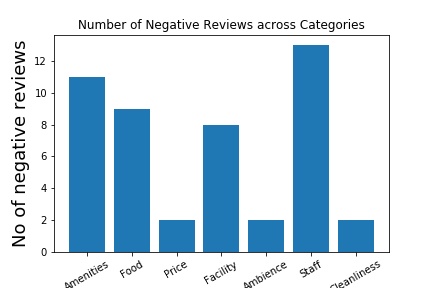 Number of Negative Reviews across Categories
No of negative reviews
12
10
8
6
4
2
0
Amenities
Food
Price
Facility
Ambience
Staff
Cleanliness